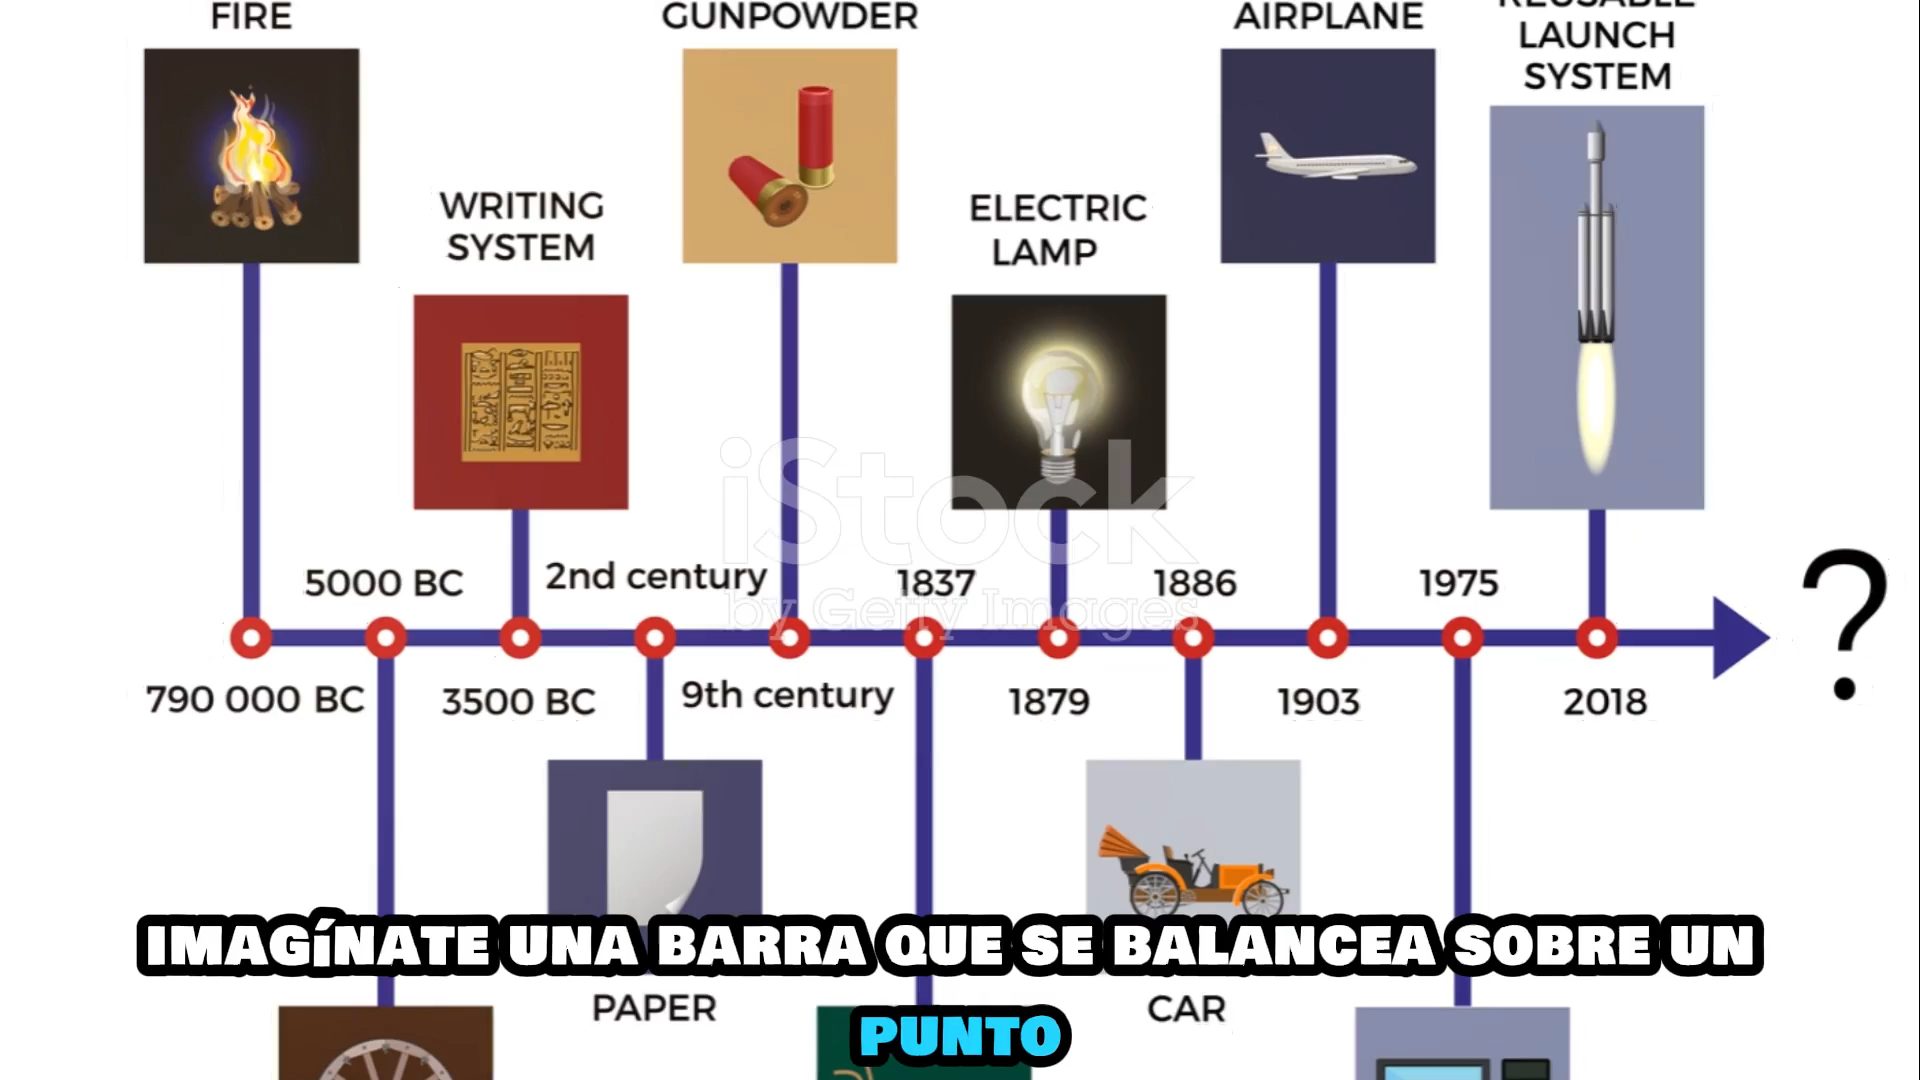 FIRE
GUNPOWDER
AIRPLANE
REUSABLE
LAUNCH
SYSTEM
WRITING
SYSTEM
ELECTRIC
LAMP
iStock
by Getty Images
5000 BC
2nd century
1837
1886
1975
?
790 000 BC
3500 BC
9th century
1879
1903
2018
IMAGíNATE UNA BARRA QUE SE BALANCEA SOBRE UN
PUNTO
PAPER
CAR